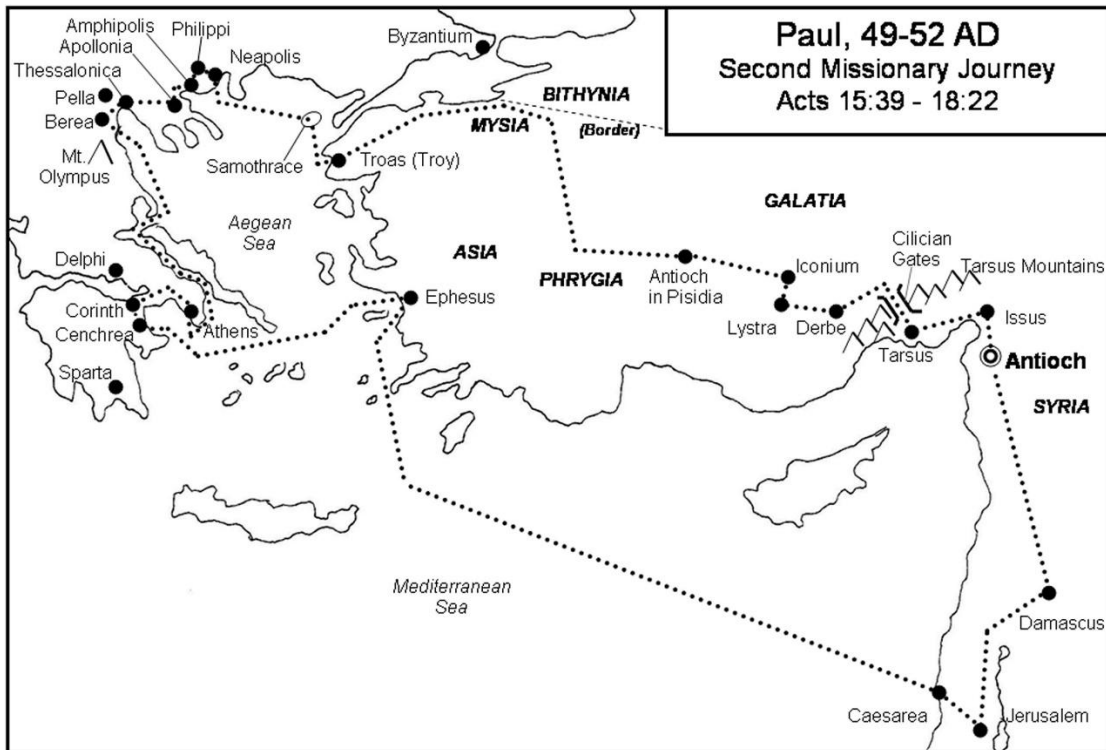 Paul, 49-52 AD
Second Missionary Journey
Acts 15:39 - 18:22
Amphipolis
Philippi
Apollonia
Neapolis
Byzantium
Thessalonica
Pella
BITHYNIA
Berea
MYSIA
(Border)
Mt.
Olympus
Samothrace
Troas (Troy)
GALATIA
Aegean
Sea
Cilician
Gates
ASIA
Delphi
PHRYGIA
Antioch
in Pisidia
Iconium
Tarsus Mountains
Ephesus
Corinth
Lystra
Derbe
Issus
Cenchrea
Athens
Tarsus
Antioch
Sparta
SYRIA
Mediterranean
Sea
Damascus
Caesarea
Jerusalem